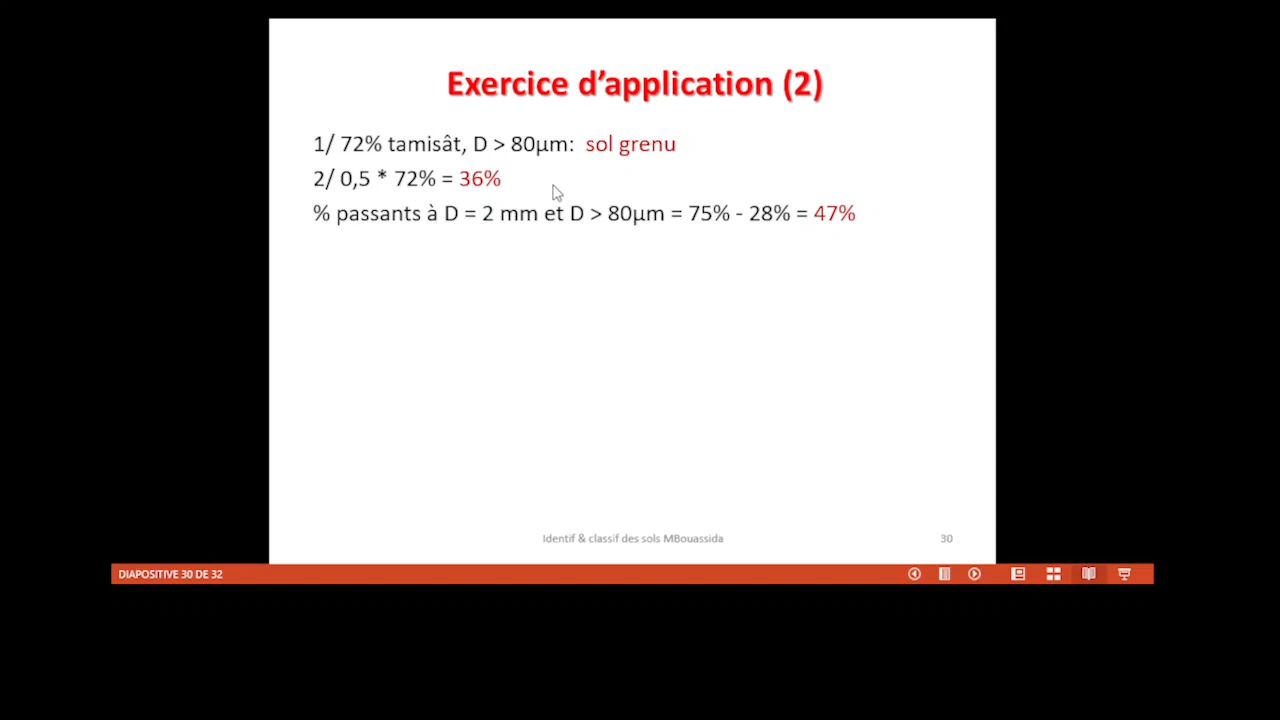 Exercice d'application (2)
1/ 72% tamisât, D > 80µm: sol grenu
2/ 0,5 * 72% = 36%
% passants à D = 2 mm et D > 80µm = 75% - 28% = 47%
Identif & classif des sols MBouassida
30
DIAPOSITIVE 30 DE 32